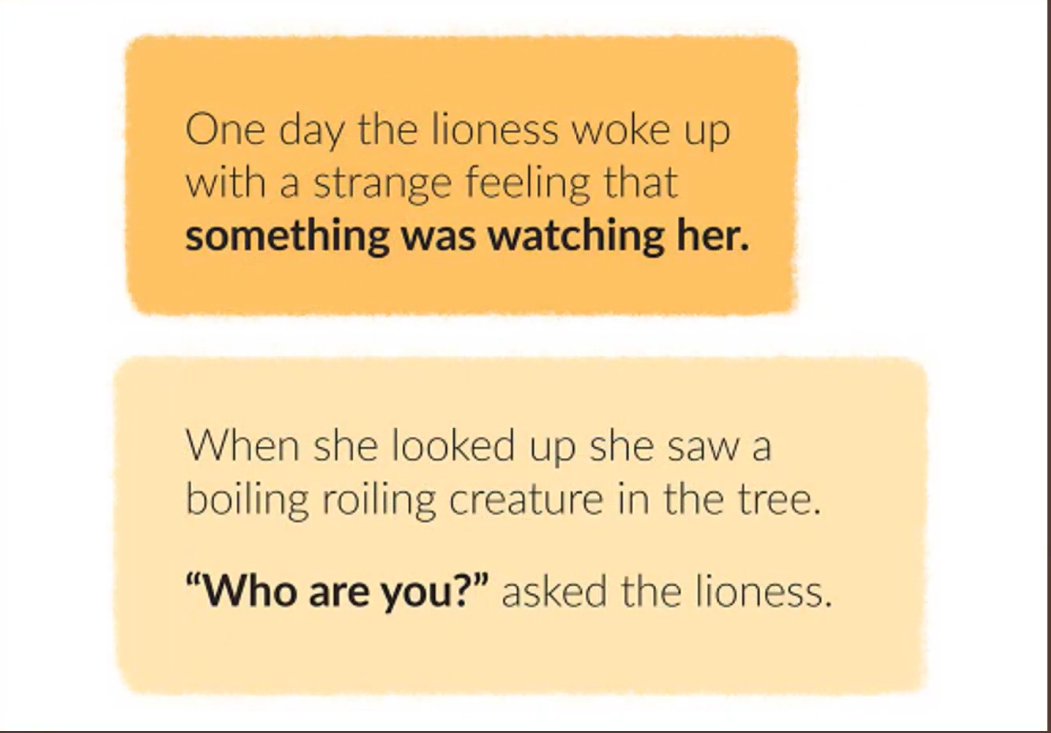 One day the lioness woke up
with a strange feeling that
something was watching her.
When she looked up she saw a
boiling roiling creature in the tree.
“Who are you?” asked the lioness.